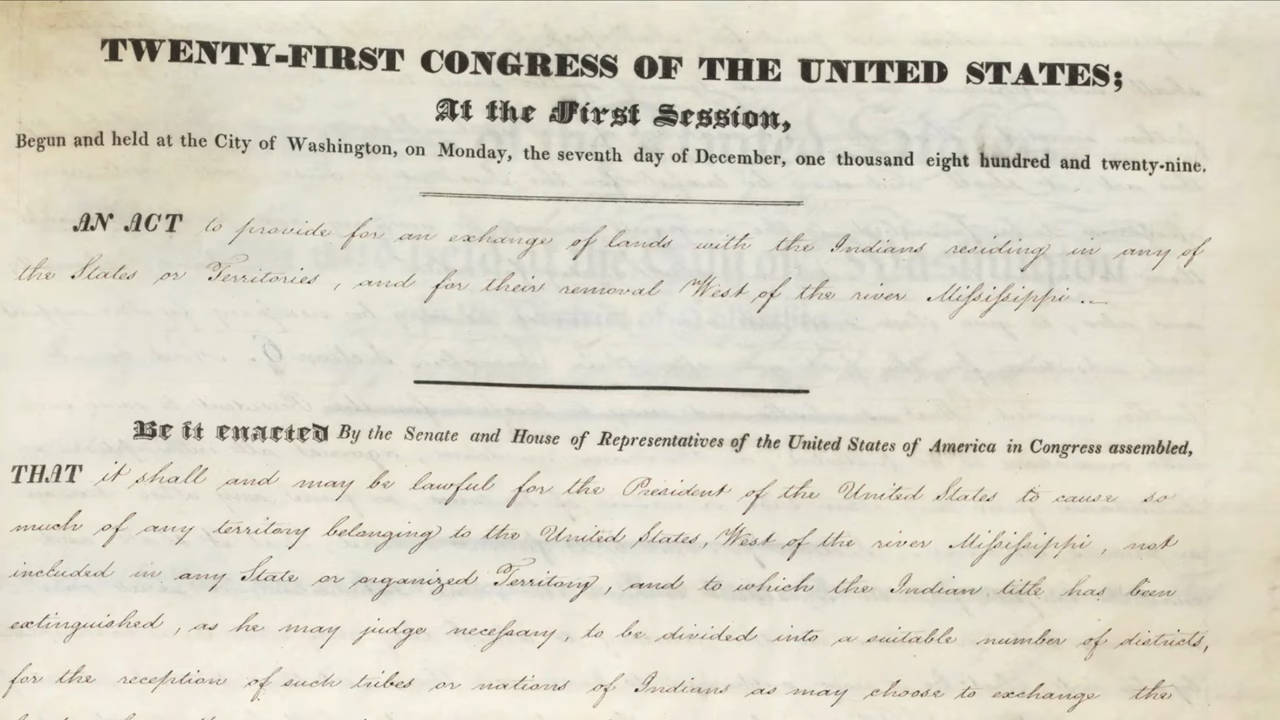 TWENTY-FIRST CONGRESS OF THE UNITED STATES;
At the First Session,
Begun and held at the City of Washington, on Monday, the seventh day of December, one thousand eight hundred and twenty-nine.
AN ACT to provide for an exchange of lands with the Indians residing in any of
the States or Territories, and for their removal West of the river Mißißippi.
Be it enacted By the Senate and House of Representatives of the United States of America in Congress assembled,
THAT it shall and may be lawful for the President of the United States to cause so
much of any territory belonging to the United States, West of the river Mißißippi, not
included in any State or organized Territory, and to which the Indian title has been
extinguished, as he may judge neceſsary, to be divided into a suitable number of districts,
for the reception of such tribes or nations of Indians as may choose to exchange the